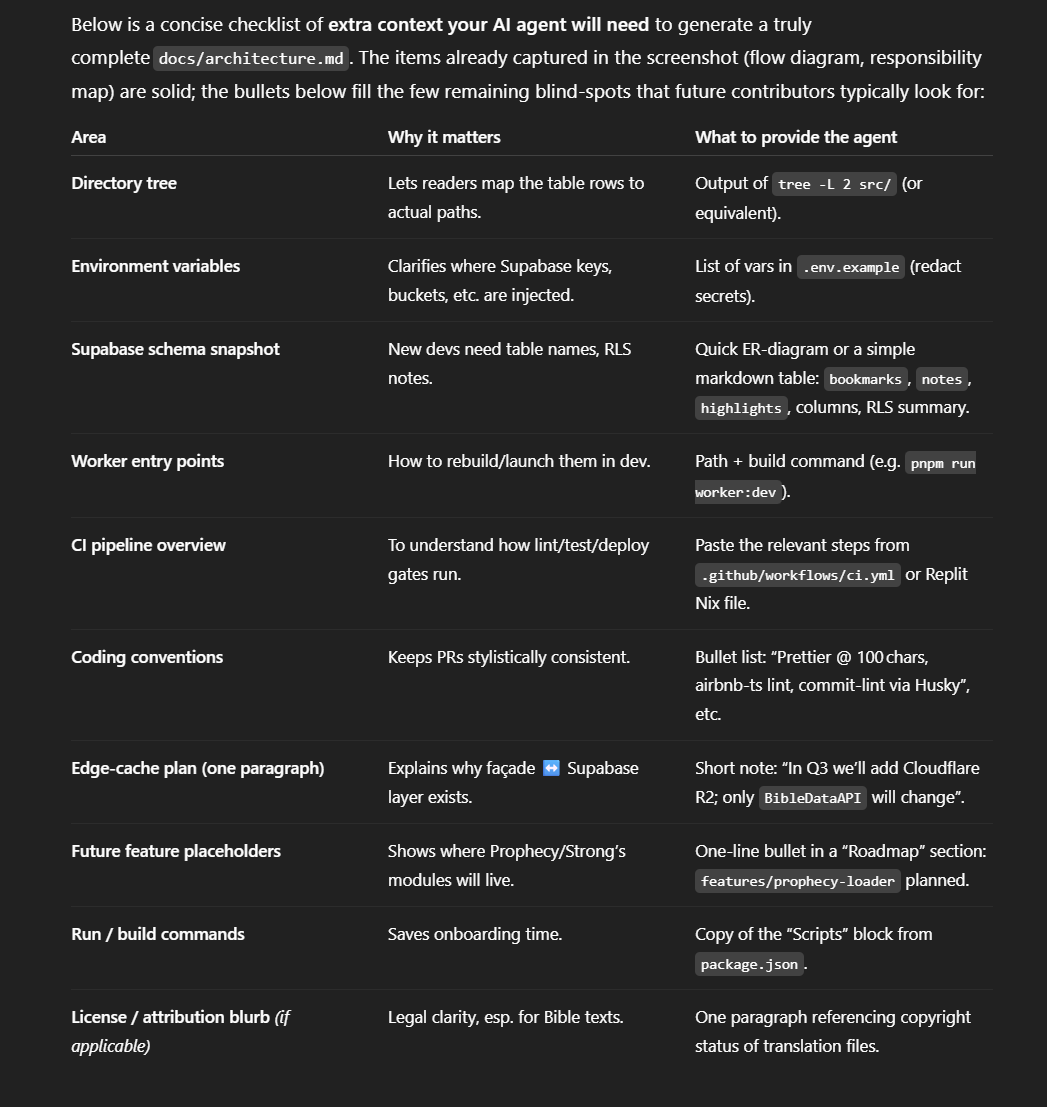 Below is a concise checklist of extra context your AI agent will need to generate a truly
complete docs/architecture.md. The items already captured in the screenshot (flow diagram, responsibility
map) are solid; the bullets below fill the few remaining blind-spots that future contributors typically look for:
Area Why it matters What to provide the agent
Directory tree
Lets readers map the table rows to
actual paths.
Output of tree -L 2 src/ (or
equivalent).
Environment variables
Clarifies where Supabase keys,
buckets, etc. are injected.
List of vars in .env.example (redact
secrets).
Supabase schema snapshot
New devs need table names, RLS
notes.
Quick ER-diagram or a simple
markdown table: bookmarks, notes,
highlights, columns, RLS summary.
Worker entry points
How to rebuild/launch them in dev.
Path + build command (e.g. pnpm run
worker:dev).
CI pipeline overview
To understand how lint/test/deploy
gates run.
Paste the relevant steps from
.github/workflows/ci.yml or Replit
Nix file.
Coding conventions
Keeps PRs stylistically consistent.
Bullet list: “Prettier @ 100 chars,
airbnb-ts lint, commit-lint via Husky”,
etc.
Edge-cache plan (one paragraph)
Explains why façade ↔️ Supabase
layer exists.
Short note: “In Q3 we’ll add Cloudflare
R2; only BibleDataAPI will change”.
Future feature placeholders
Shows where Prophecy/Strong’s
modules will live.
One-line bullet in a “Roadmap” section:
features/prophecy-loader planned.
Run / build commands
Saves onboarding time.
Copy of the “Scripts” block from
package.json.
License / attribution blurb (if
applicable)
Legal clarity, esp. for Bible texts.
One paragraph referencing copyright
status of translation files.